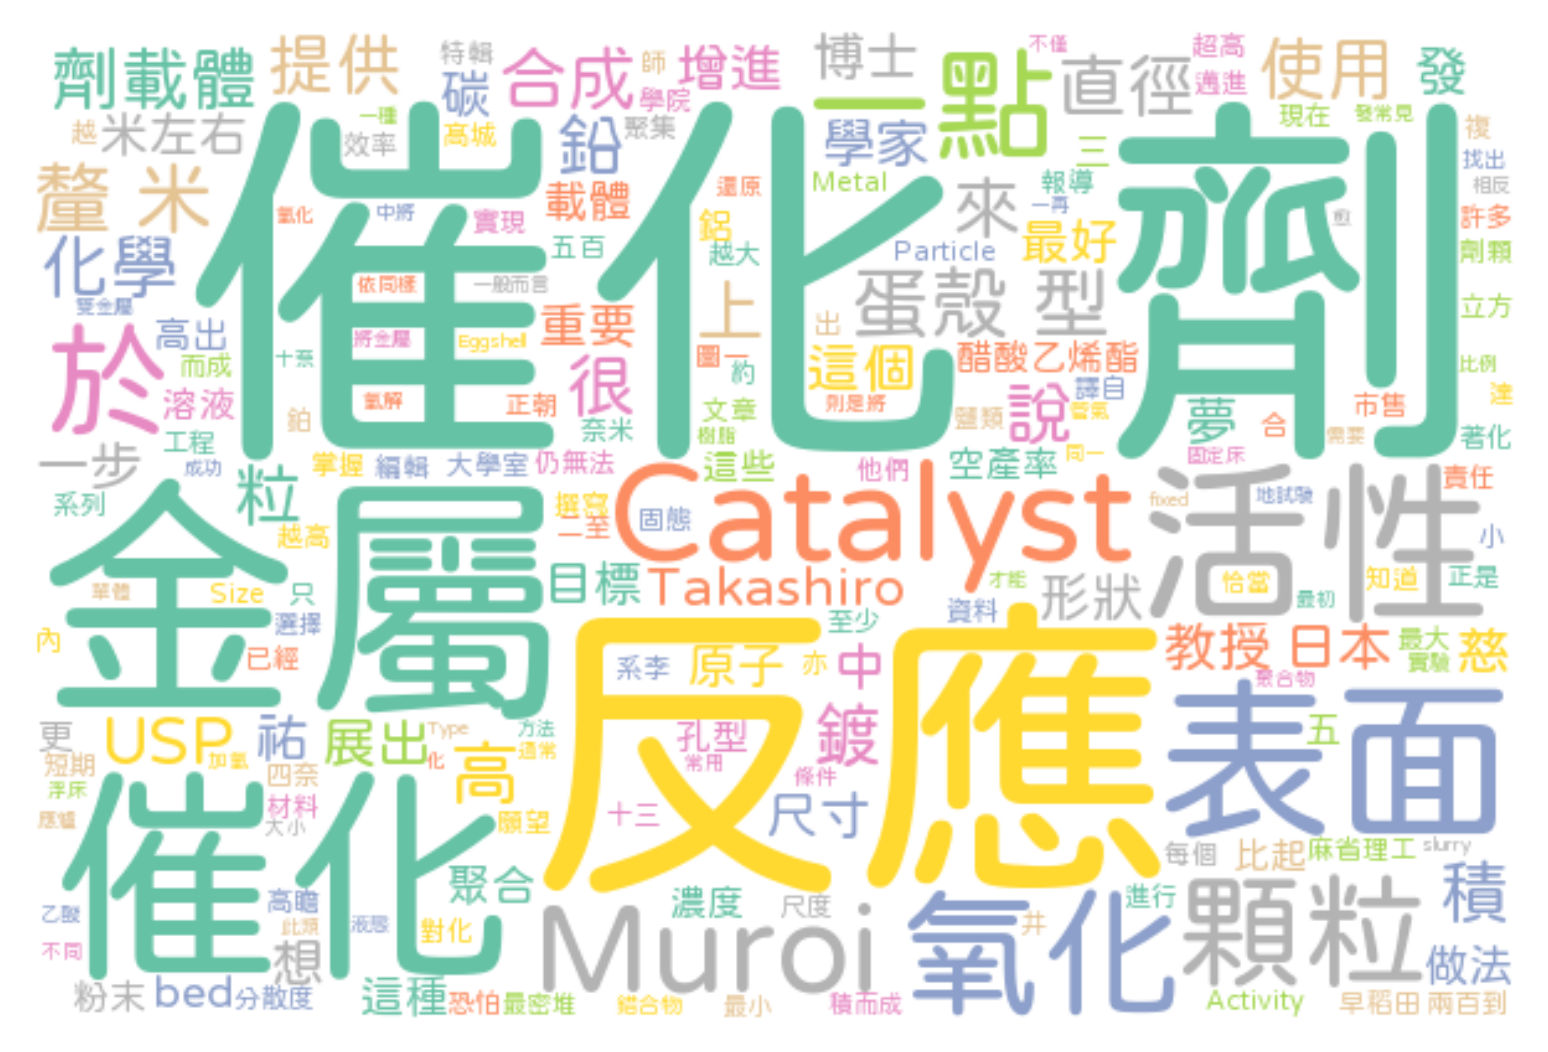 劑載體
提供
特輯
碳
合成
師
學院
增進
博士
一點
不僅
直徑
超高
邁進
使用
發
越
米左右
一種
效率
高城
鉛
聚集
學家
三
現在
發常見
複
找出
相反
釐米
催化劑
氫化
中將
實現
載體
五百
還原
鋁
越大
Metal
Particle
來
報導
一再
最好
愈
許多
劑顆
化學
雙金屬
高出
而成
溶液
於
依同樣
一般而言
將金屬
Eggshell
十意
氫解
鉑
正朝
重要
很
奈米
上
圖一
約
文章
樹脂
出
蛋殼型
這個
則是將
醋酸乙烯酯
鹽類
說
譯自
夢
合
市售
需要
固定床
立方
比例
達
著化
一步
工程
成功
掌握
編輯
大學室
仍無法
這些
他們
空產率
同一
系列
粒
越高
金屬
撰寫
二至
固態
Catalyst
fixed
地試驗
活性
責任
小
單體
Size
只
選擇
目標
Takashiro
才能
形狀
恰當
最初
知道
正是
內
已經
資料
至少
反應
系李
原子
亦
中
教授
日本
最大
實驗
慈
聚合物
更
USP
加氫
祐
展出
Type
化
方法
通常
高
孔型
常用
鍍
條件
表面
五
短期
浮床
應爐
四奈
材料
大小
十三
尺寸
願望
催化
聚合
濃度
尺度
每個
比起
麻省理工
slurry
積
乙酸
不同
高瞻
此類
液態
對化
想
Muroi
氧化
井
進行
顆粒
做法
粉末
bed
分散度
這種
恐怕
最密堆
錯合物
最小
積而成
Activity
早稻田
兩百到